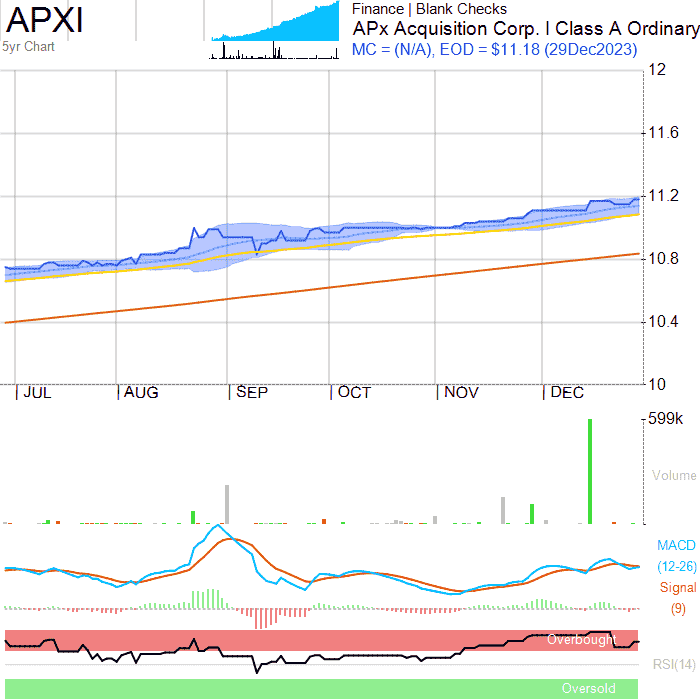 APXI
5yr Chart
Finance | Blank Checks
APx Acquisition Corp. I Class A Ordinary
MC = (N/A), EOD = $11.18 (29Dec2023)
12
11.6
11.2
10.8
10.4
10
JUL AUG SEP OCT NOV DEC
599k
Volume
MACD
(12-26)
Signal
(9)
Overbought
RSI(14)
Oversold